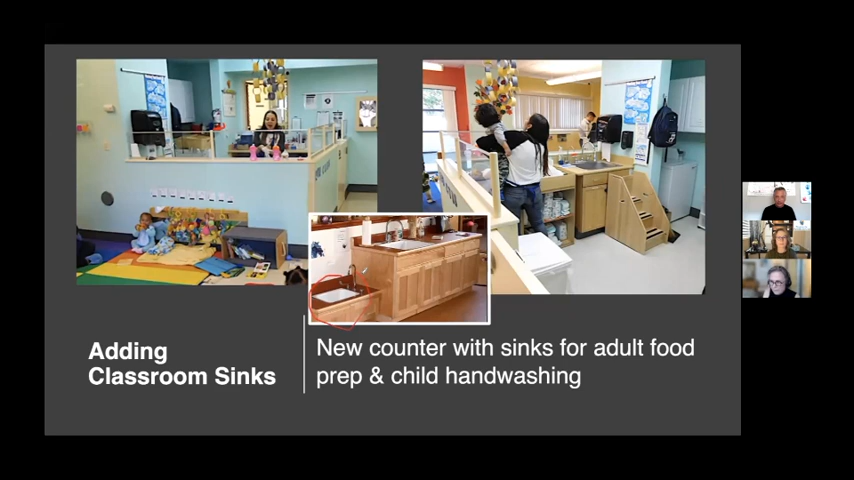 Adding
Classroom Sinks
New counter with sinks for adult food
prep & child handwashing